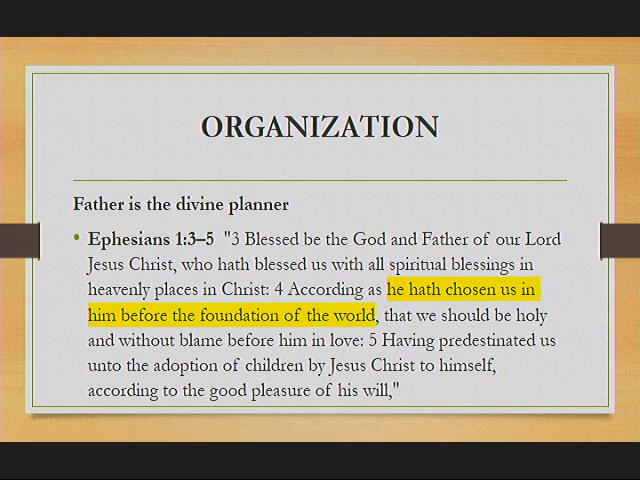 ORGANIZATION
Father is the divine planner
• Ephesians 1:3–5 "3 Blessed be the God and Father of our Lord
Jesus Christ, who hath blessed us with all spiritual blessings in
heavenly places in Christ: 4 According as he hath chosen us in
him before the foundation of the world, that we should be holy
and without blame before him in love: 5 Having predestinated us
unto the adoption of children by Jesus Christ to himself,
according to the good pleasure of his will,"